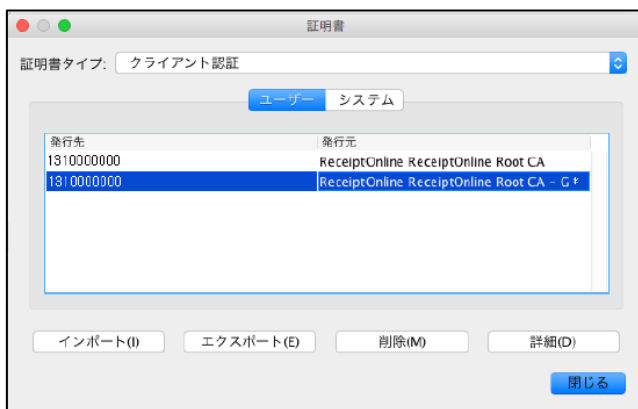 証明書
証明書タイプ: クライアント認証
ユーザー システム
発行先 発行元
1310000000 ReceiptOnline ReceiptOnline Root CA
1310000000 ReceiptOnline ReceiptOnline Root CA - G*
インポート(I) エクスポート(E) 削除(M) 詳細(D)
閉じる